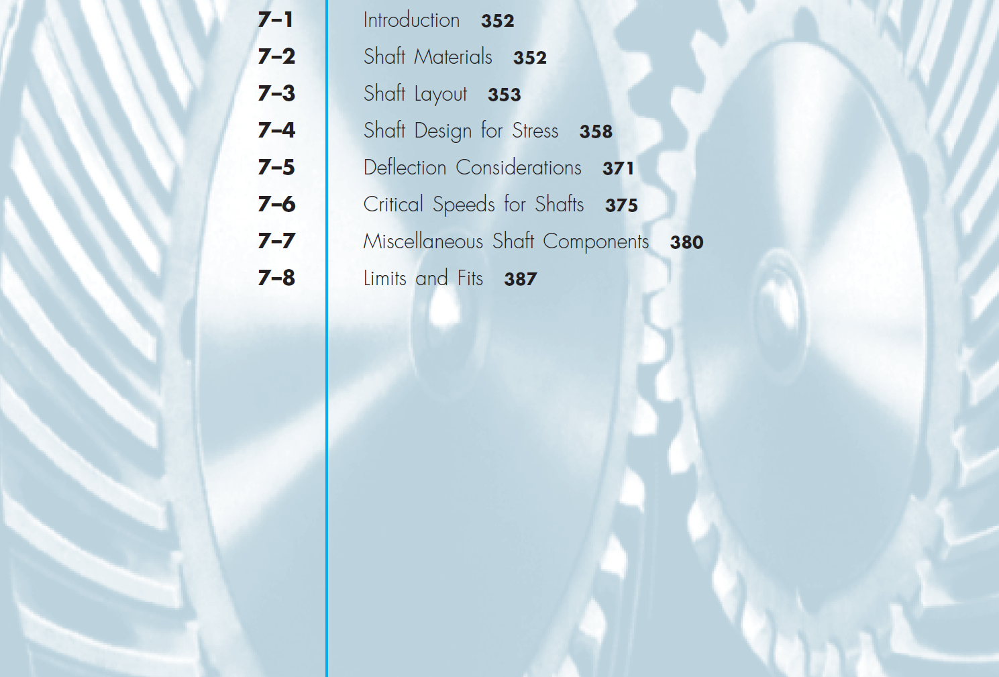 7–1 Introduction 352
7–2 Shaft Materials 352
7–3 Shaft Layout 353
7–4 Shaft Design for Stress 358
7–5 Deflection Considerations 371
7–6 Critical Speeds for Shafts 375
7–7 Miscellaneous Shaft Components 380
7–8 Limits and Fits 387